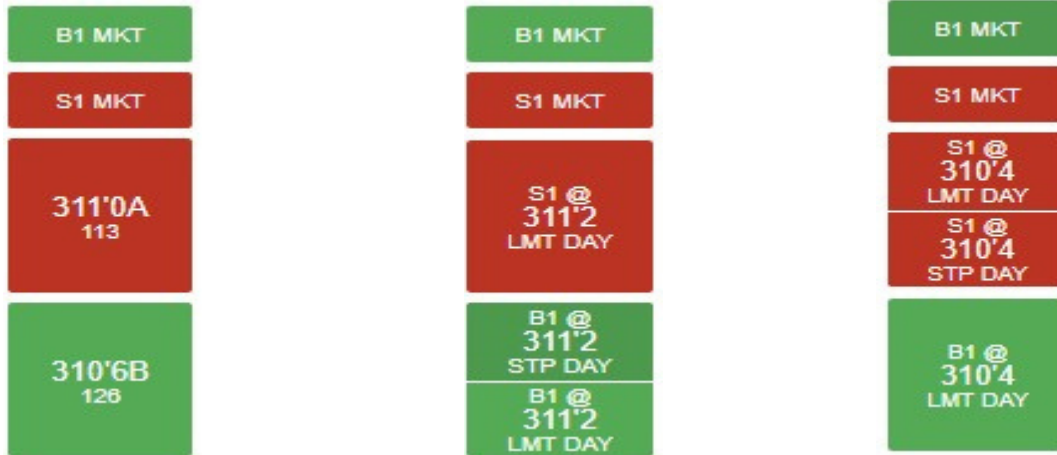 B1 MKT
S1 MKT
311'0A
113
310'6B
126
B1 MKT
S1 MKT
S1 @
311'2
LMT DAY
B1 @
311'2
STP DAY
B1 @
311'2
LMT DAY
B1 MKT
S1 MKT
S1 @
310'4
LMT DAY
S1 @
310'4
STP DAY
B1 @
310'4
LMT DAY